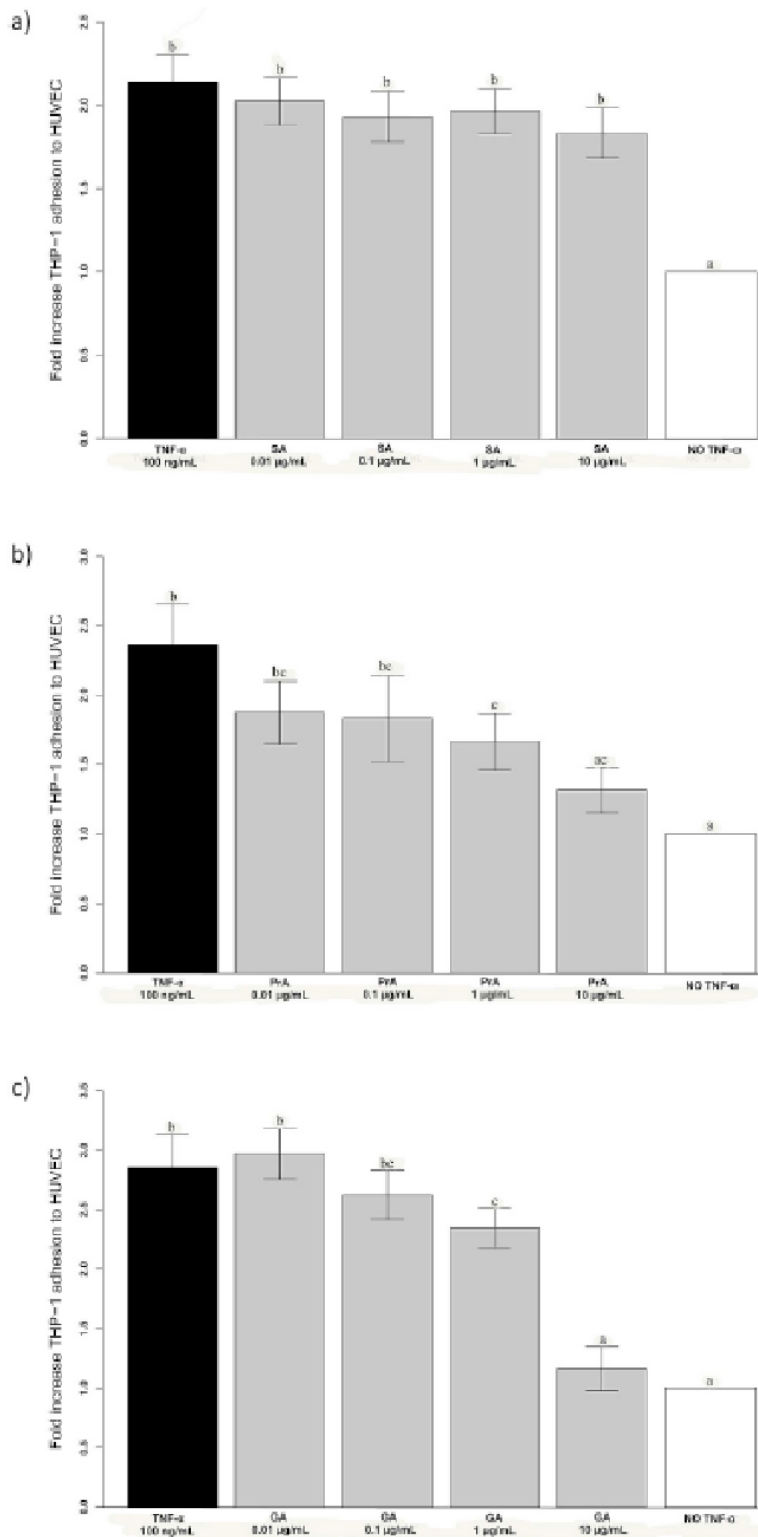 a)
Fold increase THP-1 adhesion to HUVEC
2.5
2.0
1.5
1.0
0.5
0.0
b
b
b
b
b
a
TNF-α SA SA SA SA NO TNF-α
100 ng/mL 0.01 µg/mL 0.1 µg/mL 1 µg/mL 10 µg/mL
b)
Fold increase THP-1 adhesion to HUVEC
3.0
2.5
2.0
1.5
1.0
0.5
0.0
b
bc
bc
c
ac
a
TNF-α PrA PrA PrA PrA NO TNF-α
100 ng/mL 0.01 µg/mL 0.1 µg/mL 1 µg/mL 10 µg/mL
c)
Fold increase THP-1 adhesion to HUVEC
3.5
3.0
2.5
2.0
1.5
1.0
0.5
0.0
b
b
bc
c
a
a
TNF-α GA GA GA GA NO TNF-α
100 ng/mL 0.01 µg/mL 0.1 µg/mL 1 µg/mL 10 µg/mL